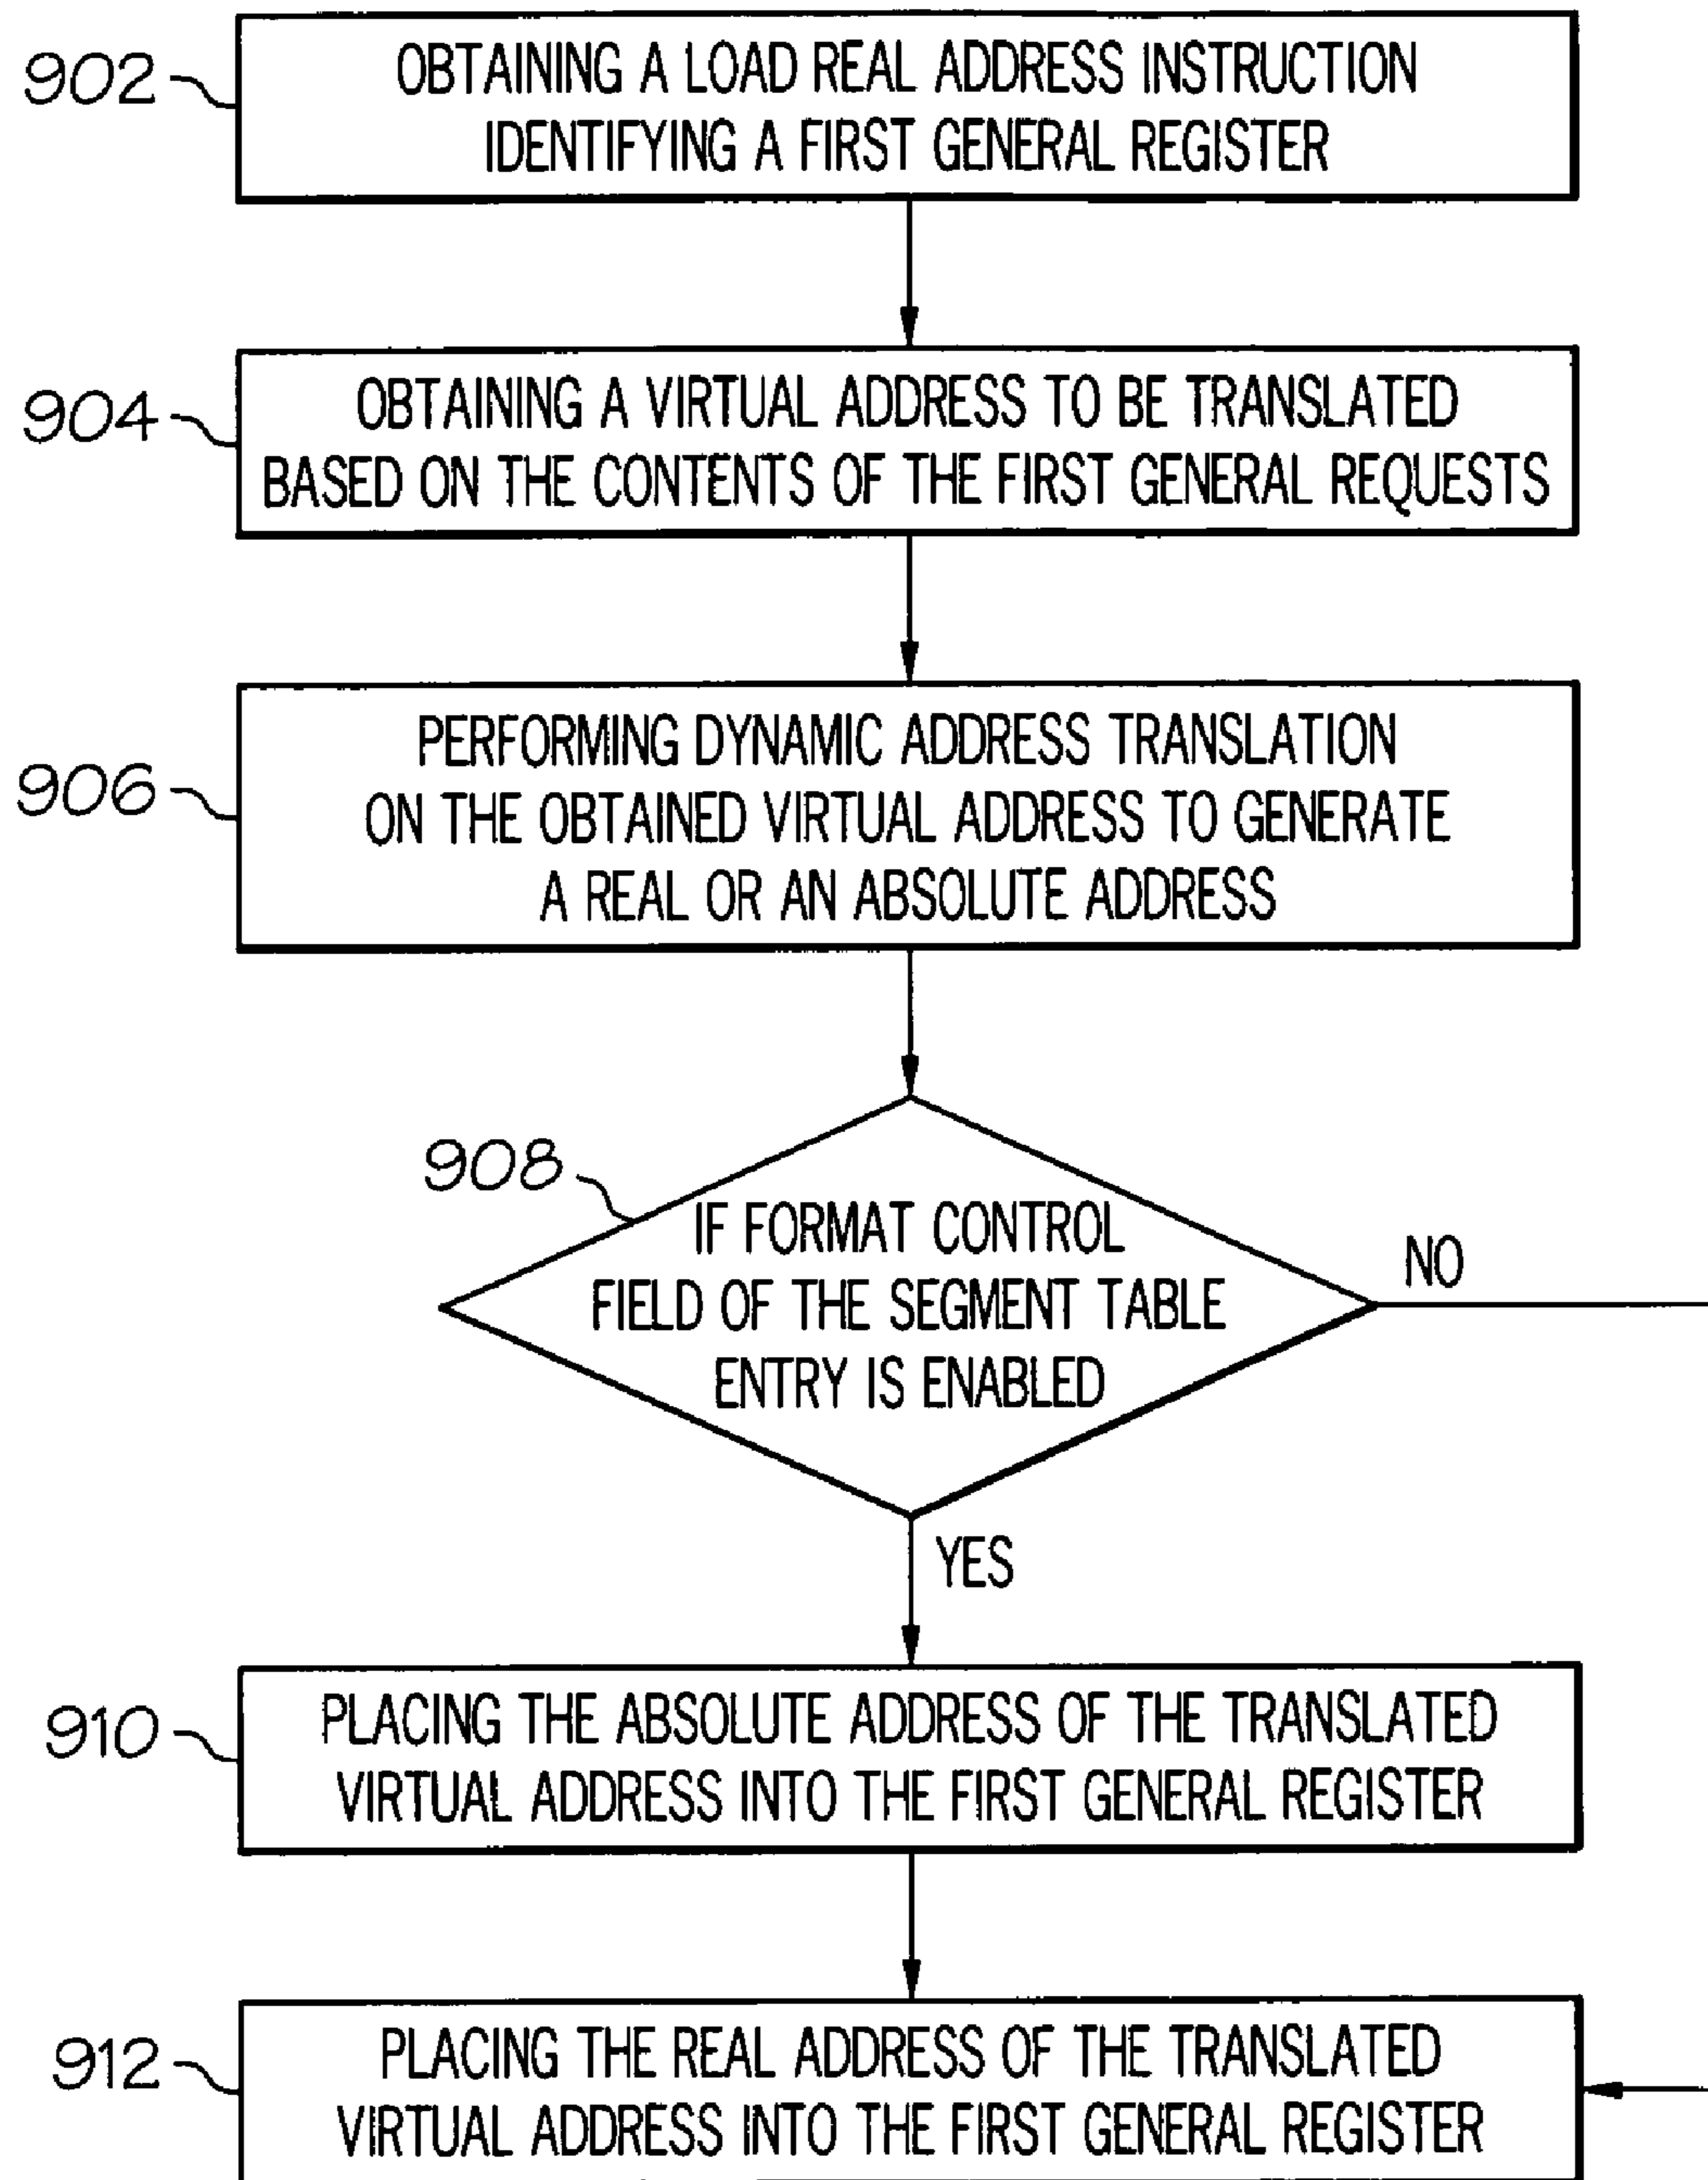 902
OBTAINING A LOAD REAL ADDRESS INSTRUCTION
IDENTIFYING A FIRST GENERAL REGISTER
904
OBTAINING A VIRTUAL ADDRESS TO BE TRANSLATED
BASED ON THE CONTENTS OF THE FIRST GENERAL REQUESTS
906
PERFORMING DYNAMIC ADDRESS TRANSLATION
ON THE OBTAINED VIRTUAL ADDRESS TO GENERATE
A REAL OR AN ABSOLUTE ADDRESS
908
IF FORMAT CONTROL
FIELD OF THE SEGMENT TABLE
ENTRY IS ENABLED
NO
YES
910
PLACING THE ABSOLUTE ADDRESS OF THE TRANSLATED
VIRTUAL ADDRESS INTO THE FIRST GENERAL REGISTER
912
PLACING THE REAL ADDRESS OF THE TRANSLATED
VIRTUAL ADDRESS INTO THE FIRST GENERAL REGISTER